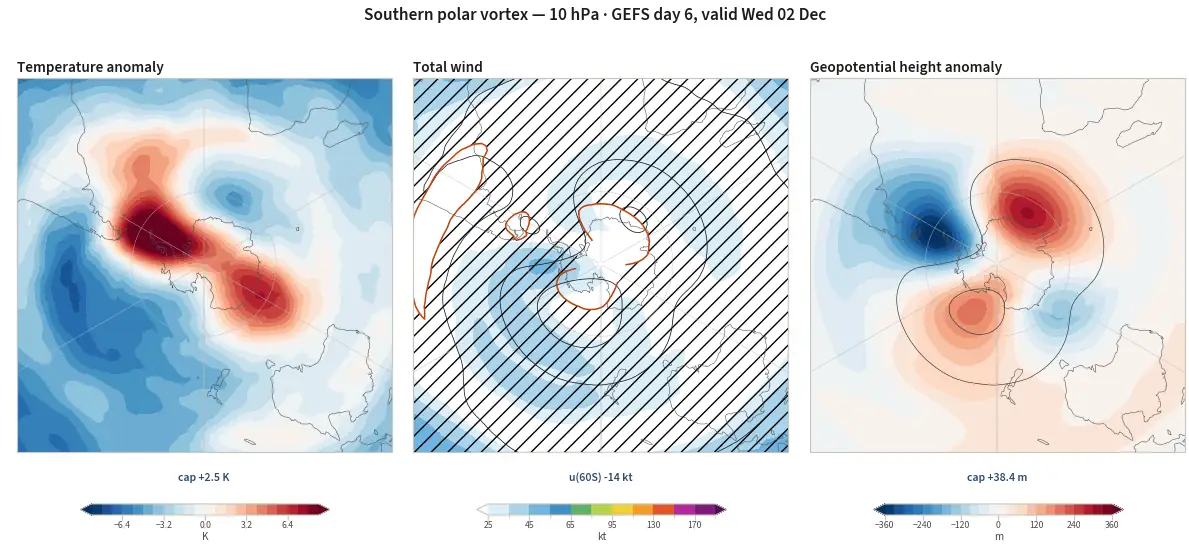 Southern polar vortex — 10 hPa · GEFS day 6, valid Wed 02 Dec
Temperature anomaly
Total wind
Geopotential height anomaly
cap +2.5 K
u(60S) -14 kt
cap +38.4 m
−6.4 −3.2 0.0 3.2 6.4
K
25 45 65 95 130 170
kt
−360 −240 −120 0 120 240 360
m